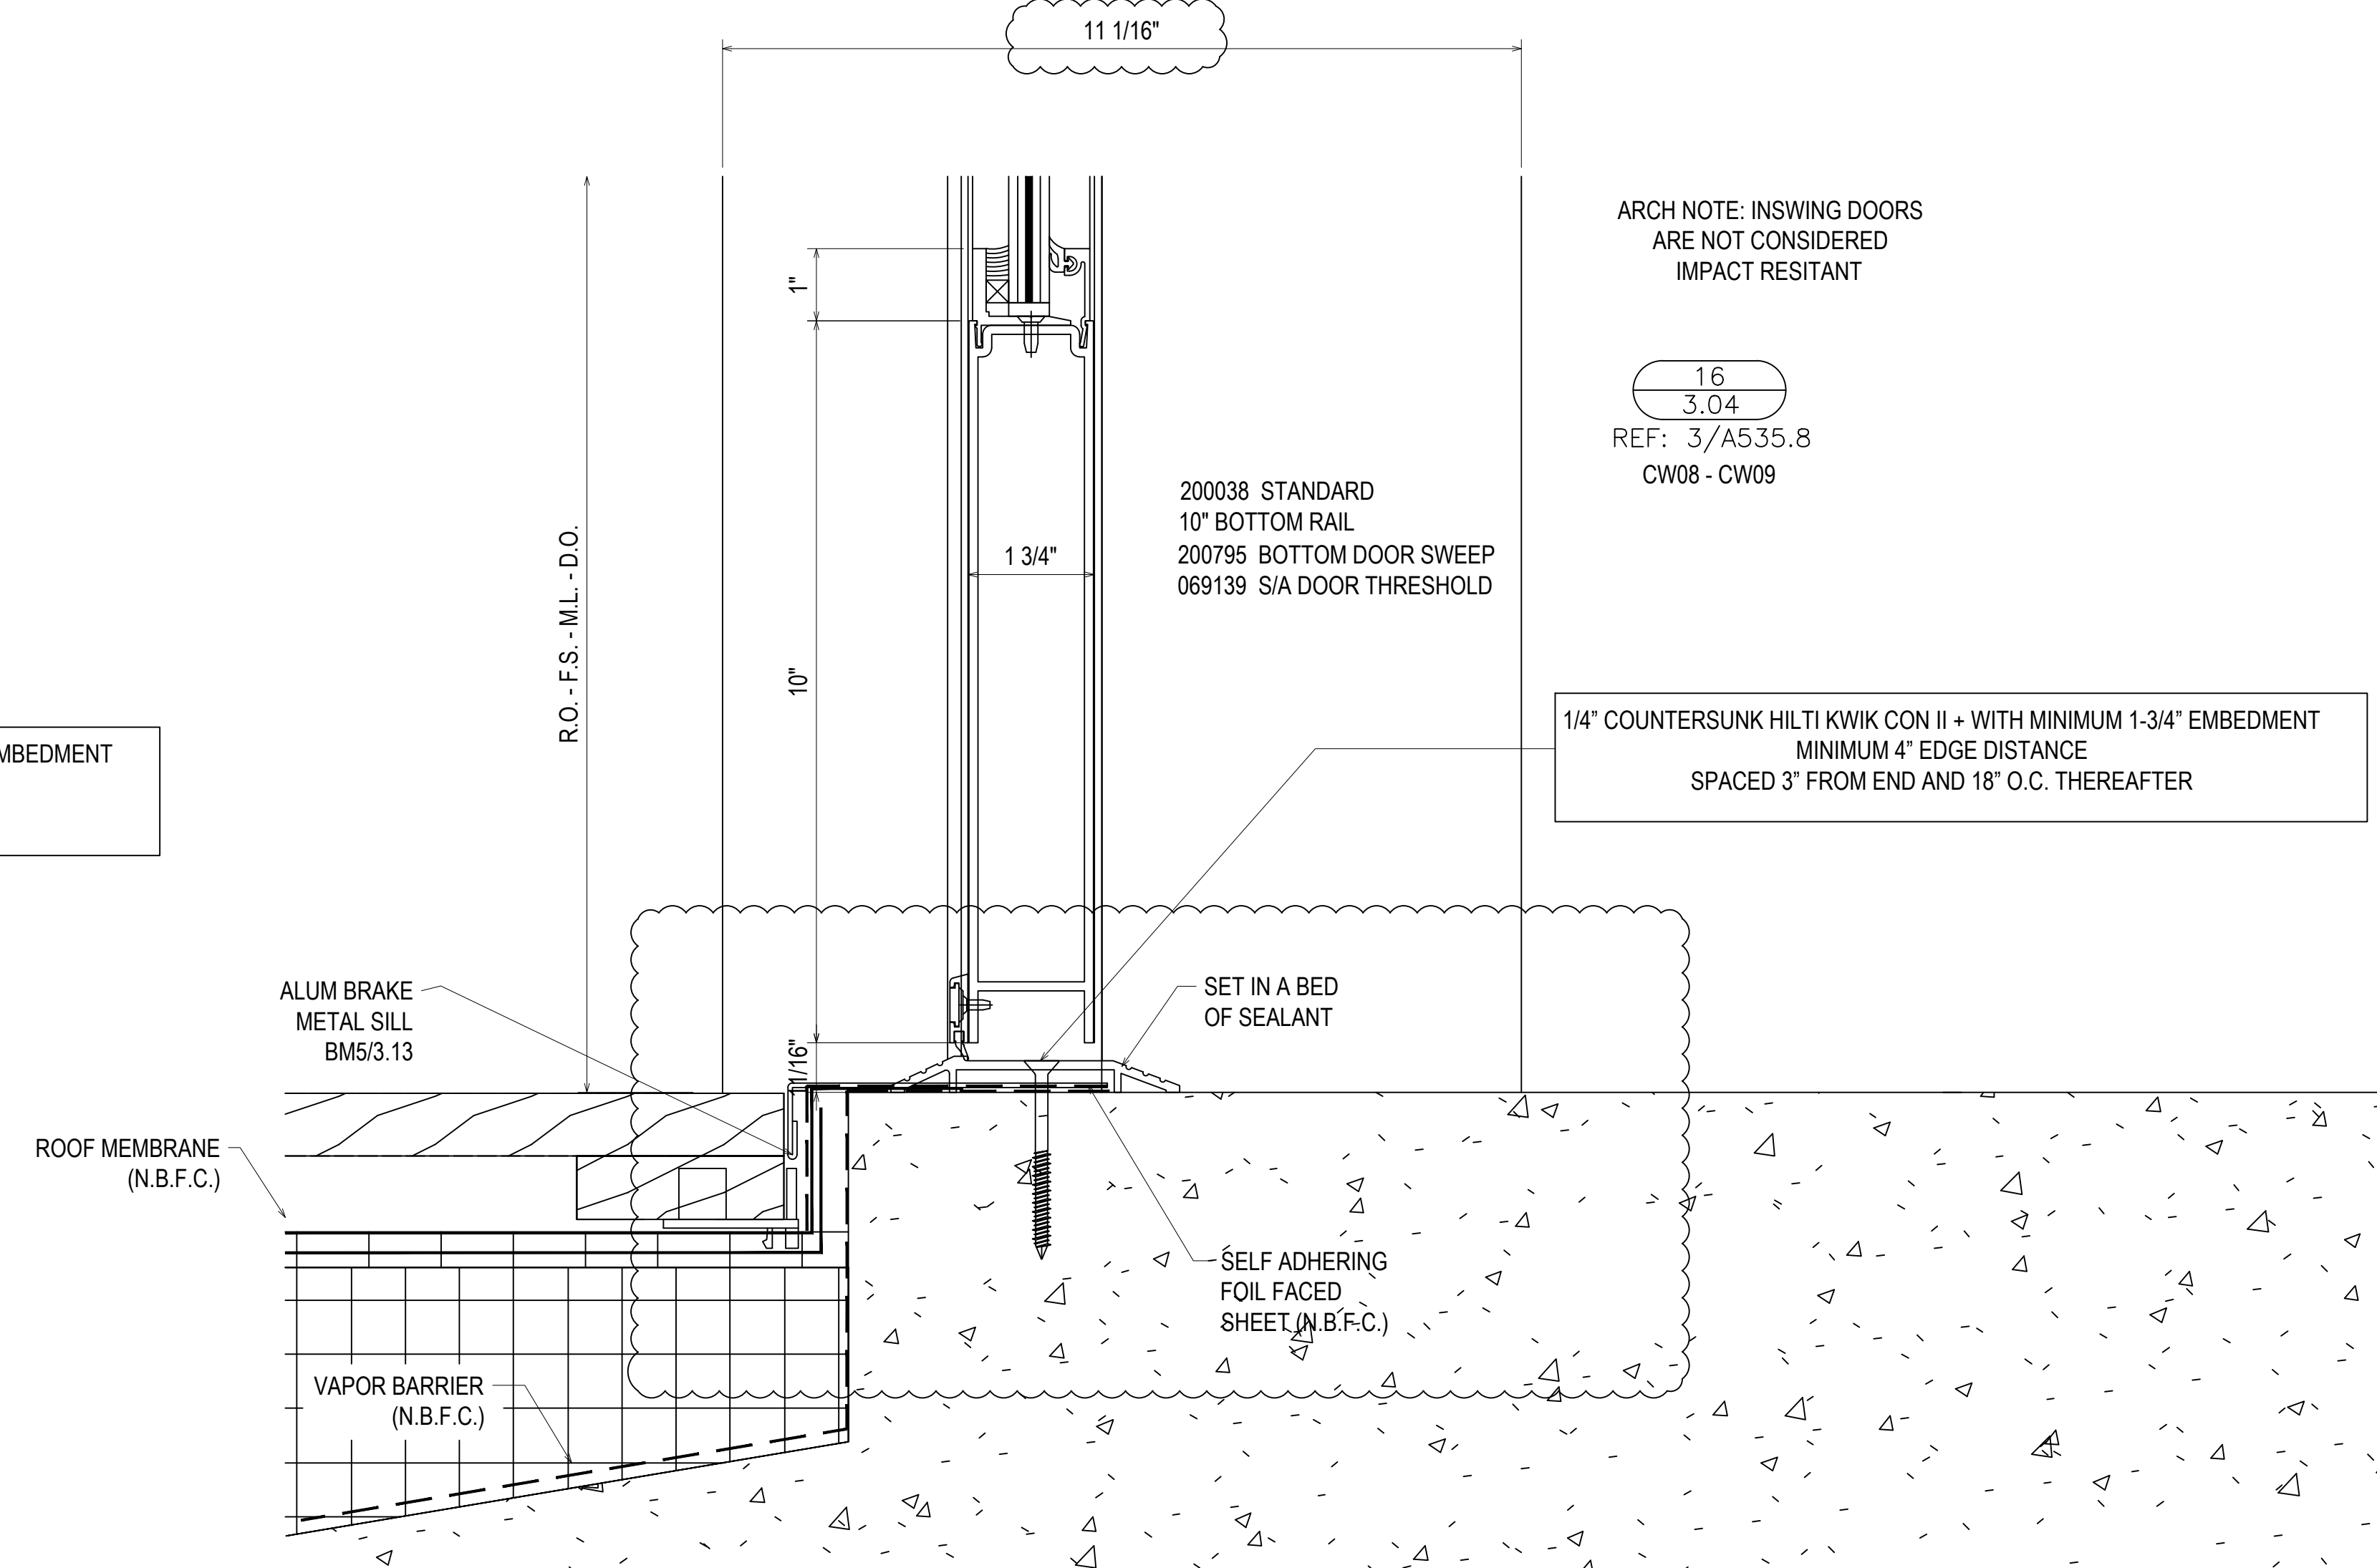 11 1/16"
ARCH NOTE: INSWING DOORS
ARE NOT CONSIDERED
IMPACT RESITANT
1"
16
3.04
REF: 3/A535.8
CW08 - CW09
200038 STANDARD
10" BOTTOM RAIL
200795 BOTTOM DOOR SWEEP
069139 S/A DOOR THRESHOLD
1 3/4"
R.O. - F.S. - M.L. - D.O.
10"
1/4” COUNTERSUNK HILTI KWIK CON II + WITH MINIMUM 1-3/4” EMBEDMENT
MINIMUM 4” EDGE DISTANCE
SPACED 3” FROM END AND 18” O.C. THEREAFTER
MBEDMENT
ALUM BRAKE
METAL SILL
BM5/3.13
SET IN A BED
OF SEALANT
1/16"
ROOF MEMBRANE
(N.B.F.C.)
SELF ADHERING
FOIL FACED
SHEET (N.B.F.C.)
VAPOR BARRIER
(N.B.F.C.)